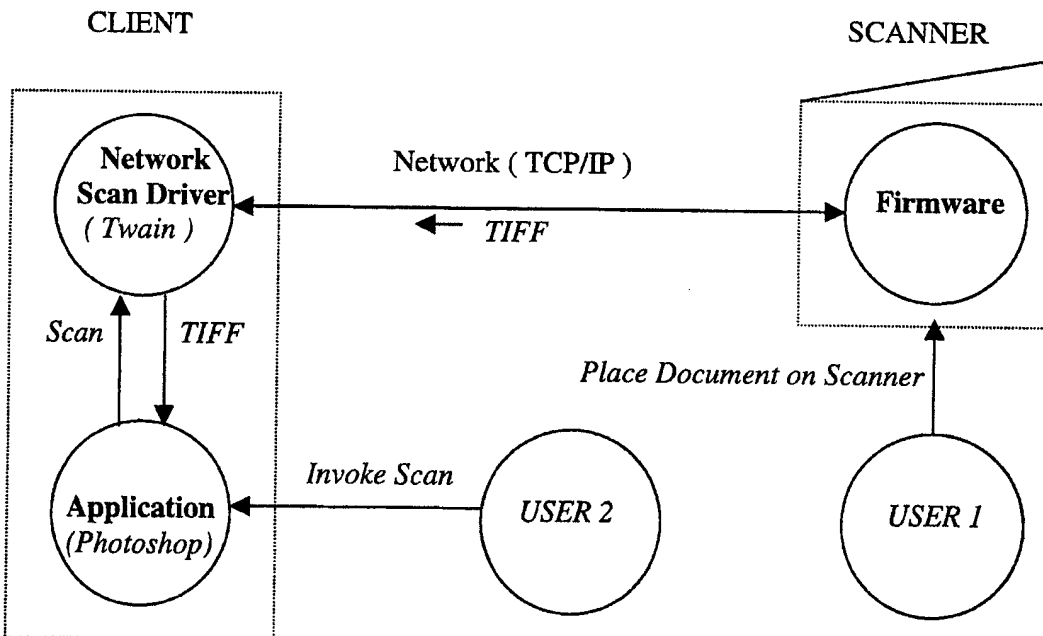 CLIENT
SCANNER
Network
Scan Driver
( Twain )
Network ( TCP/IP )
TIFF
Firmware
Scan
TIFF
Place Document on Scanner
Invoke Scan
Application
(Photoshop)
USER 2
USER 1